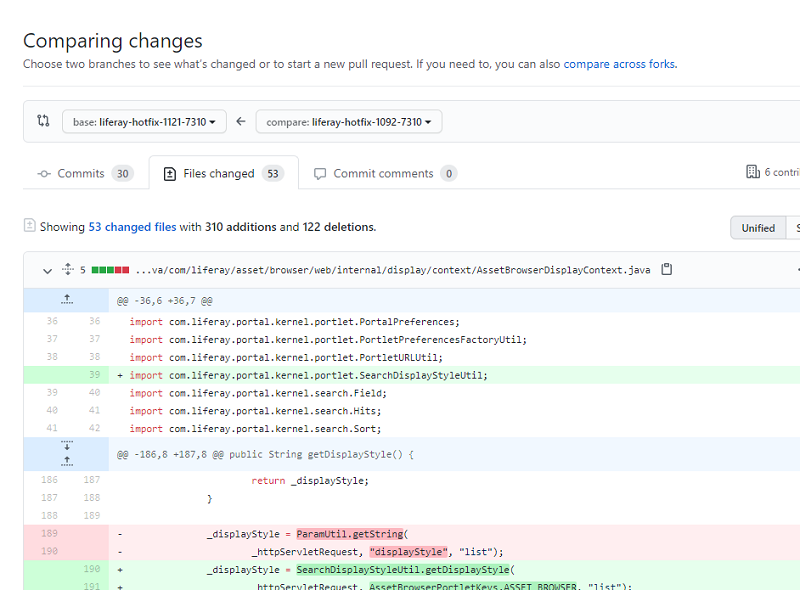 Comparing changes
Choose two branches to see what's changed or to start a new pull request. If you need to, you can also compare across forks.
base: liferay-hotfix-1121-7310 compare: liferay-hotfix-1092-7310
Commits 30 Files changed 53 Commit comments 0 6 contri
Showing 53 changed files with 310 additions and 122 deletions. Unified
5 ...va/com/liferay/asset/browser/web/internal/display/context/AssetBrowserDisplayContext.java
@@ -36,6 +36,7 @@
36 36 import com.liferay.portal.kernel.portlet.PortalPreferences;
37 37 import com.liferay.portal.kernel.portlet.PortletPreferencesFactoryUtil;
38 38 import com.liferay.portal.kernel.portlet.PortletURLUtil;
39 + import com.liferay.portal.kernel.portlet.SearchDisplayStyleUtil;
39 40 import com.liferay.portal.kernel.search.Field;
40 41 import com.liferay.portal.kernel.search.Hits;
41 42 import com.liferay.portal.kernel.search.Sort;
@@ -186,8 +187,8 @@ public String getDisplayStyle() {
186 187 return _displayStyle;
187 188 }
188 189
189 - _displayStyle = ParamUtil.getString(
190 - _httpServletRequest, "displayStyle", "list");
190 + _displayStyle = SearchDisplayStyleUtil.getDisplayStyle(
191 + _httpServletRequest, AssetBrowserPortletKeys.ASSET_BROWSER, "list");